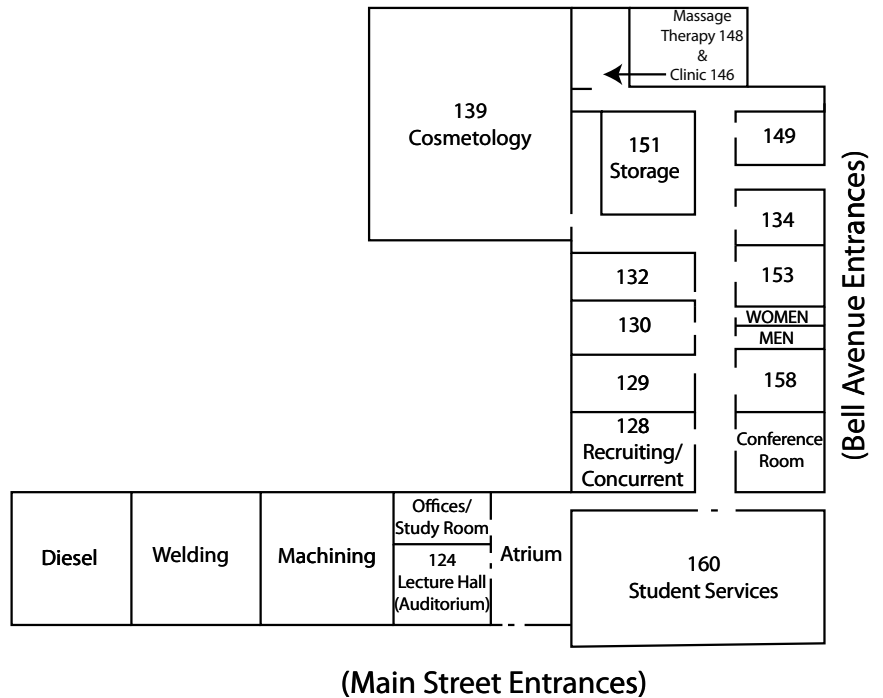 Massage
Therapy 148
&
Clinic 146
139
Cosmetology
151
Storage
149
134
132
153
130
WOMEN
MEN
129
158
128
Recruiting/
Concurrent
Conference
Room
(Bell Avenue Entrances)
Diesel
Welding
Machining
Offices/
Study Room
124
Lecture Hall
(Auditorium)
Atrium
160
Student Services
(Main Street Entrances)